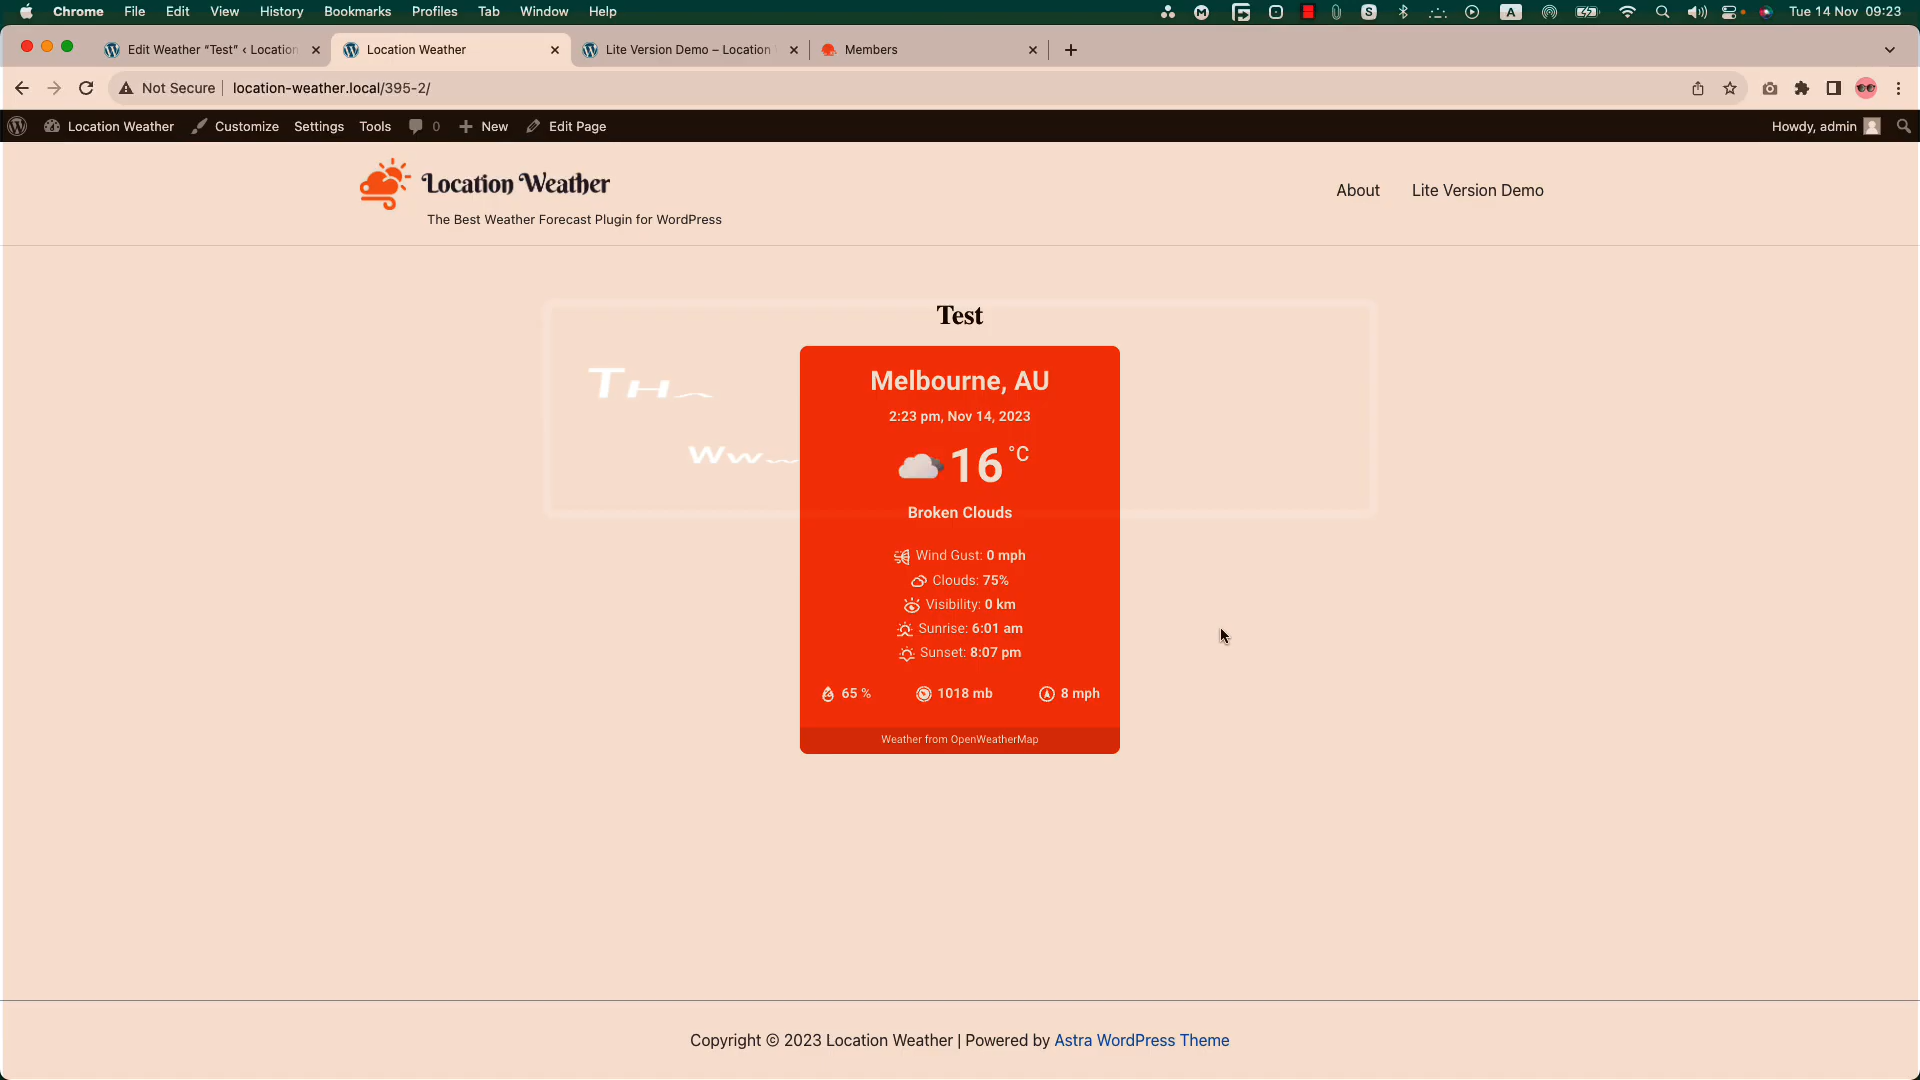 Chrome File Edit View History Bookmarks Profiles Tab Window Help A Tue 14 Nov 09:23
Edit Weather “Test” ‹ Location Location Weather Lite Version Demo – Location Members
Not Secure location-weather.local/395-2/
Location Weather Customize Settings Tools 0 New Edit Page Howdy, admin
Location Weather
The Best Weather Forecast Plugin for WordPress
About Lite Version Demo
Test
Melbourne, AU
2:23 pm, Nov 14, 2023
16 °C
Broken Clouds
Wind Gust: 0 mph
Clouds: 75%
Visibility: 0 km
Sunrise: 6:01 am
Sunset: 8:07 pm
65 % 1018 mb 8 mph
Weather from OpenWeatherMap
Copyright © 2023 Location Weather | Powered by Astra WordPress Theme